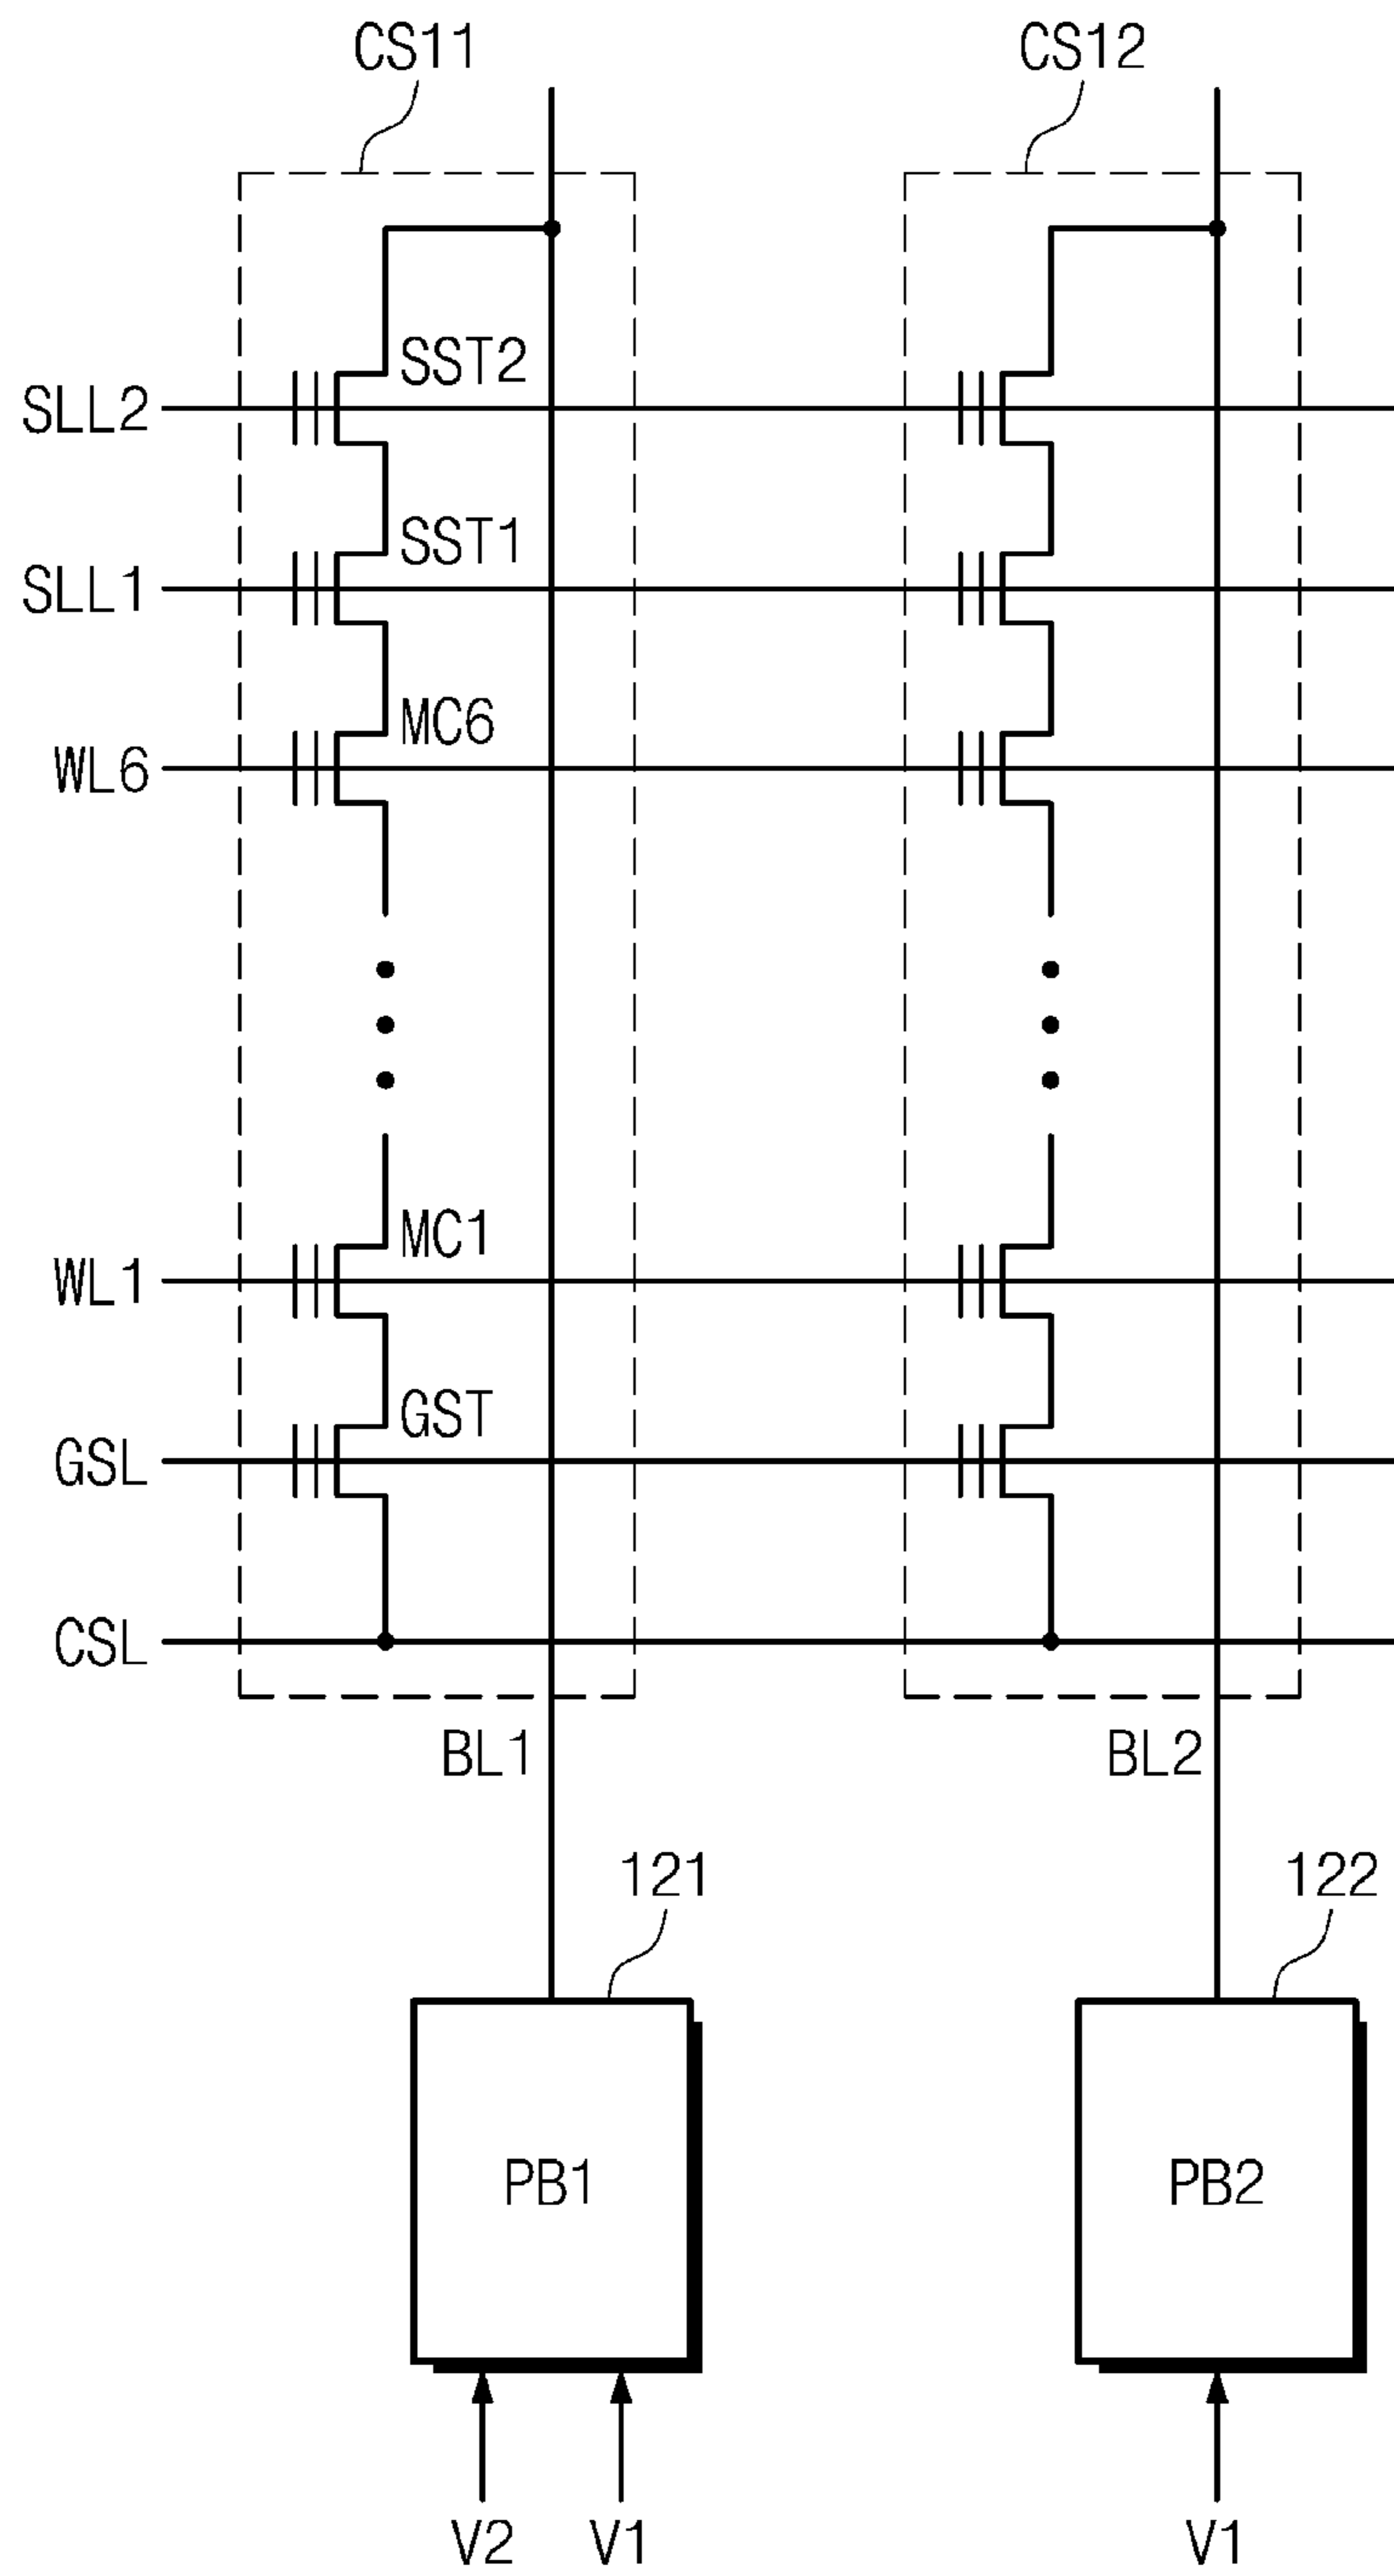 CS11 CS12
SST2
SLL2
SST1
SLL1
MC6
WL6
MC1
WL1
GST
GSL
CSL
BL1 BL2
121 122
PB1 PB2
V2 V1 V1